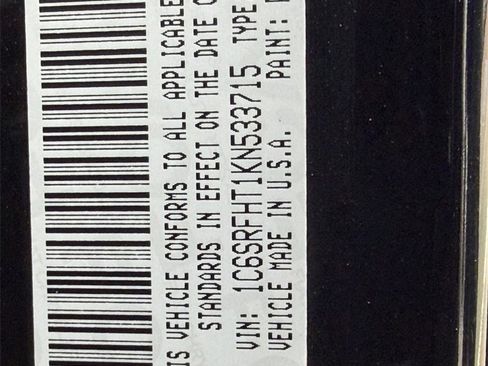 IS VEHICLE CONFORMS TO ALL APPLICABLE
STANDARDS IN EFFECT ON THE DATE
VIN: 1C6SRFHT1KN533715 TYPE
VEHICLE MADE IN U.S.A. PAINT: